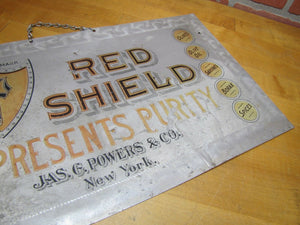 RED
SHIELD
PRESENTS PURITY
JAS. G. POWERS & CO.
New York.